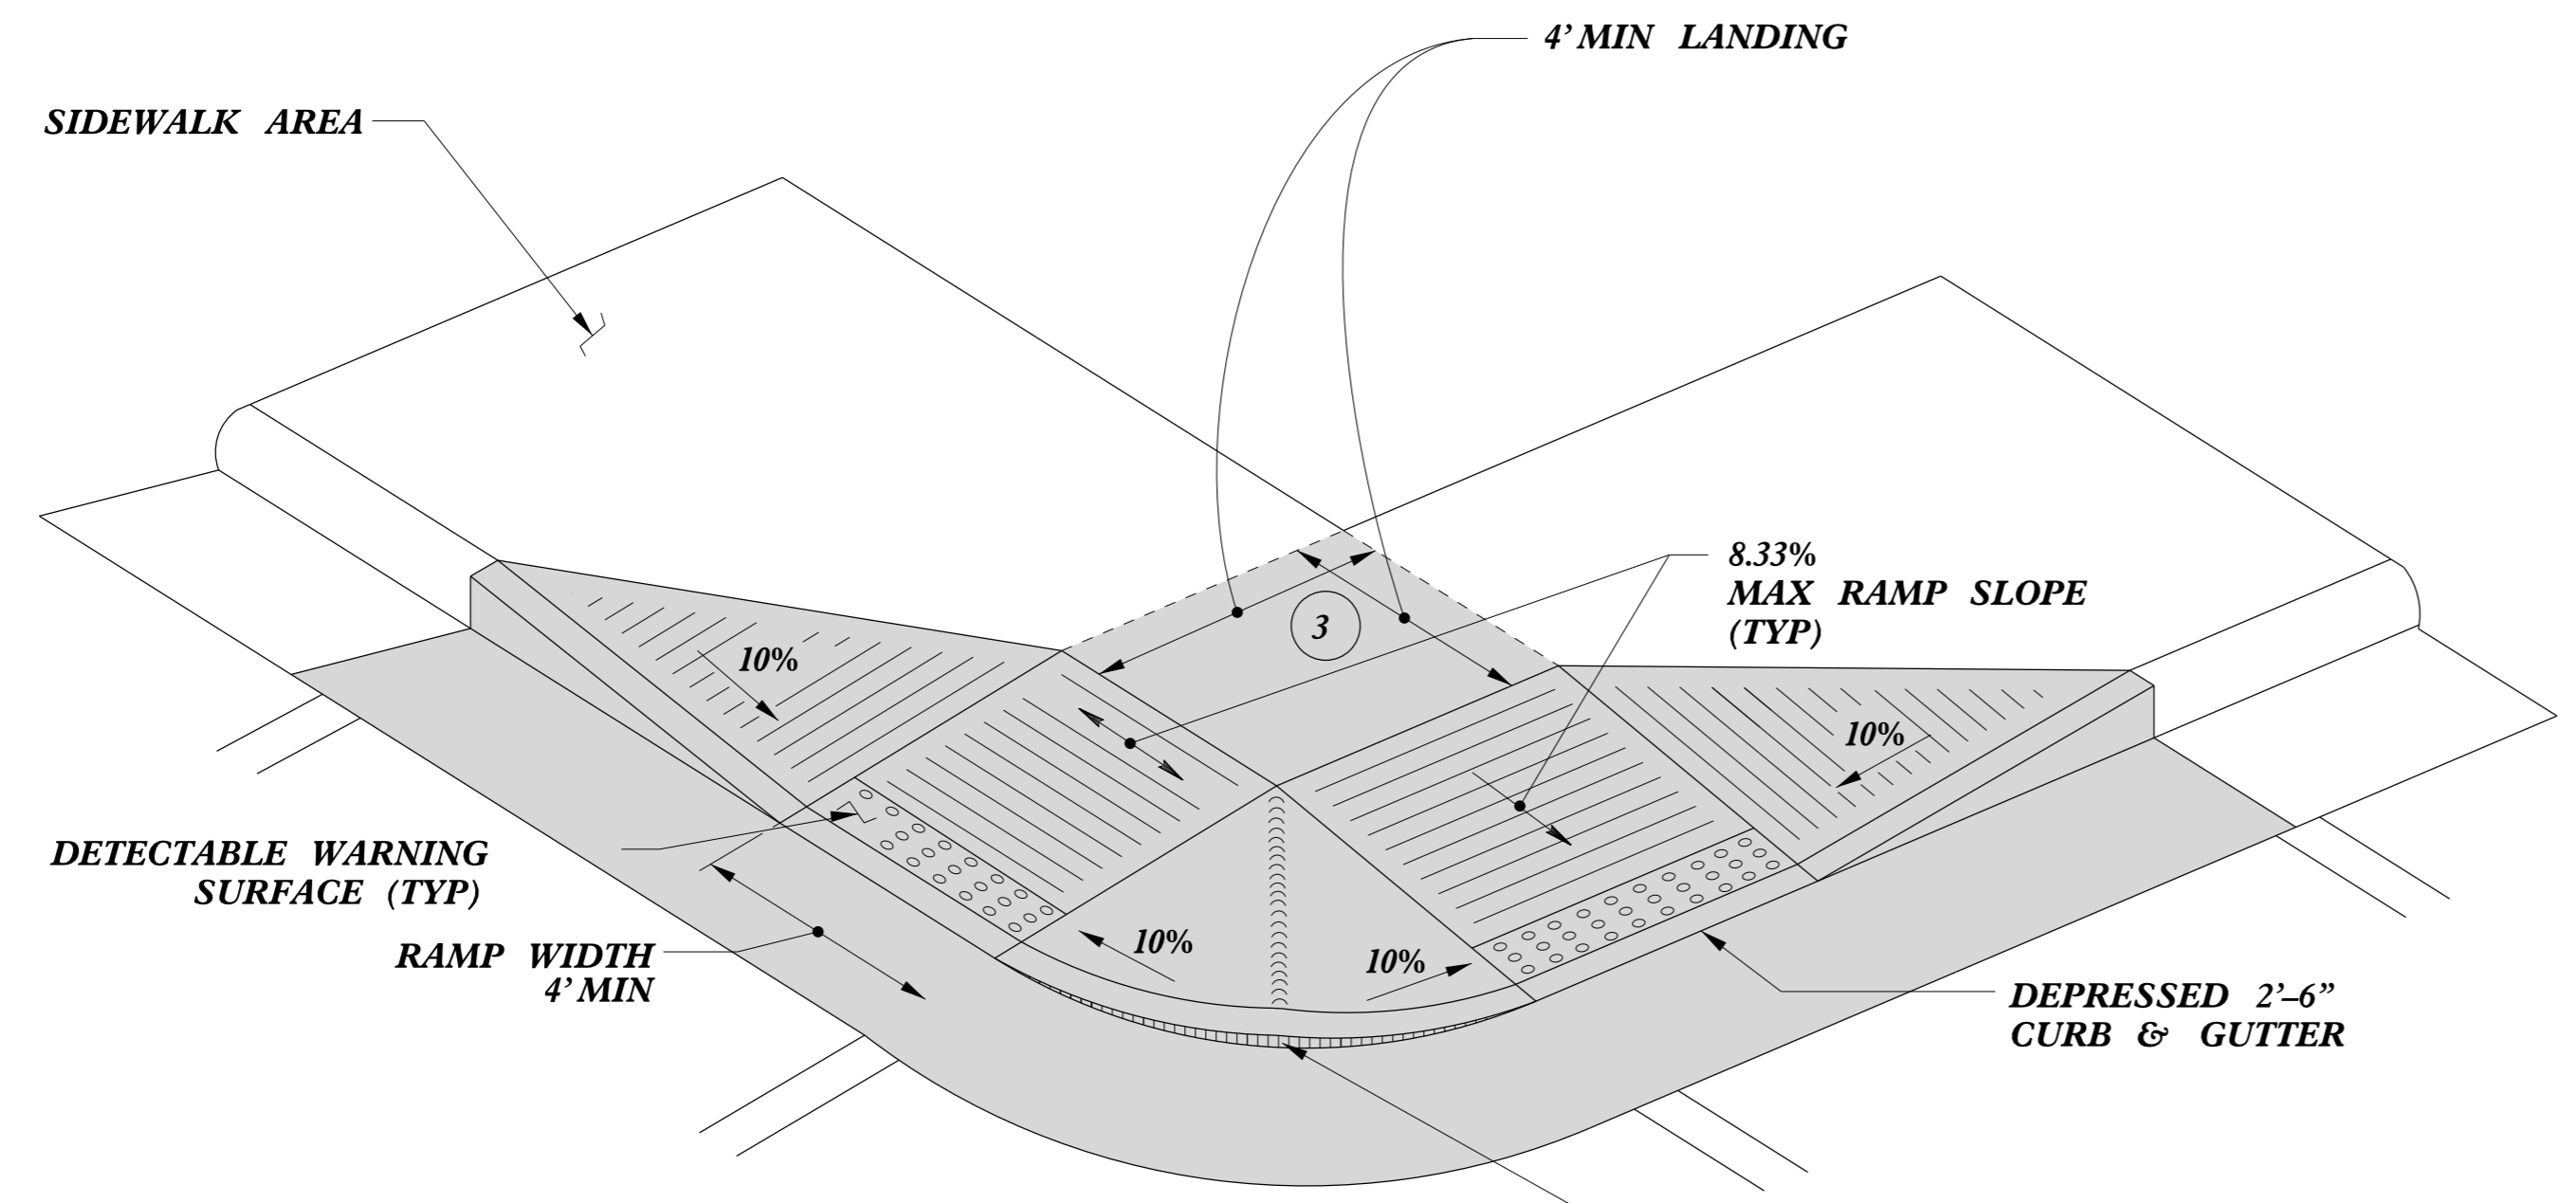 4’ MIN LANDING
SIDEWALK AREA
8.33%
MAX RAMP SLOPE
(TYP)
3
10%
10%
DETECTABLE WARNING
SURFACE (TYP)
RAMP WIDTH
4’ MIN
10%
10%
DEPRESSED 2’–6”
CURB & GUTTER